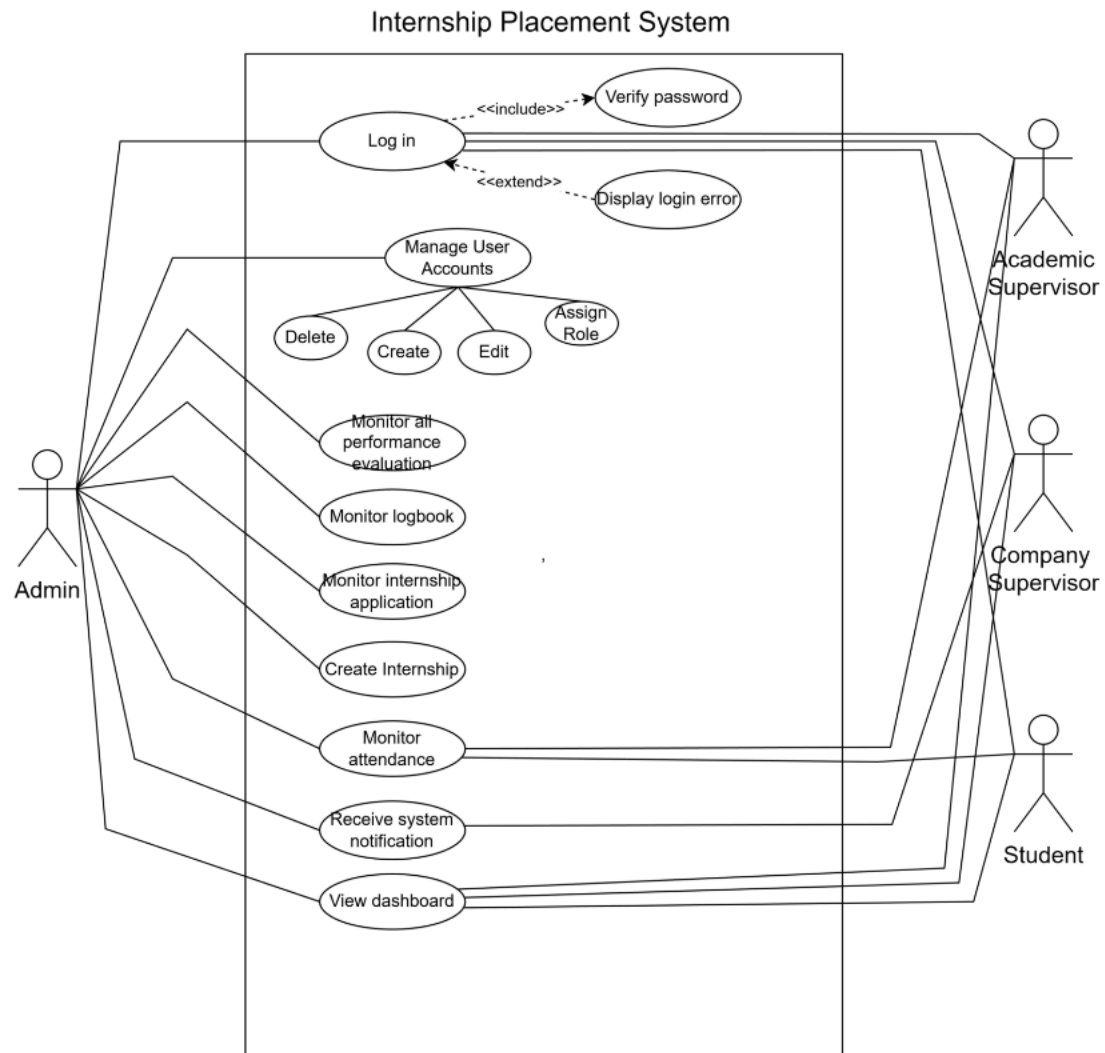 Internship Placement System
Verify password
<<include>>
Log in
<<extend>>
Display login error
Academic
Supervisor
Manage User
Accounts
Delete
Create
Edit
Assign
Role
Monitor all
performance
evaluation
Monitor logbook
Admin
Monitor internship
application
,
Company
Supervisor
Create Internship
Monitor
attendance
Receive system
notification
Student
View dashboard